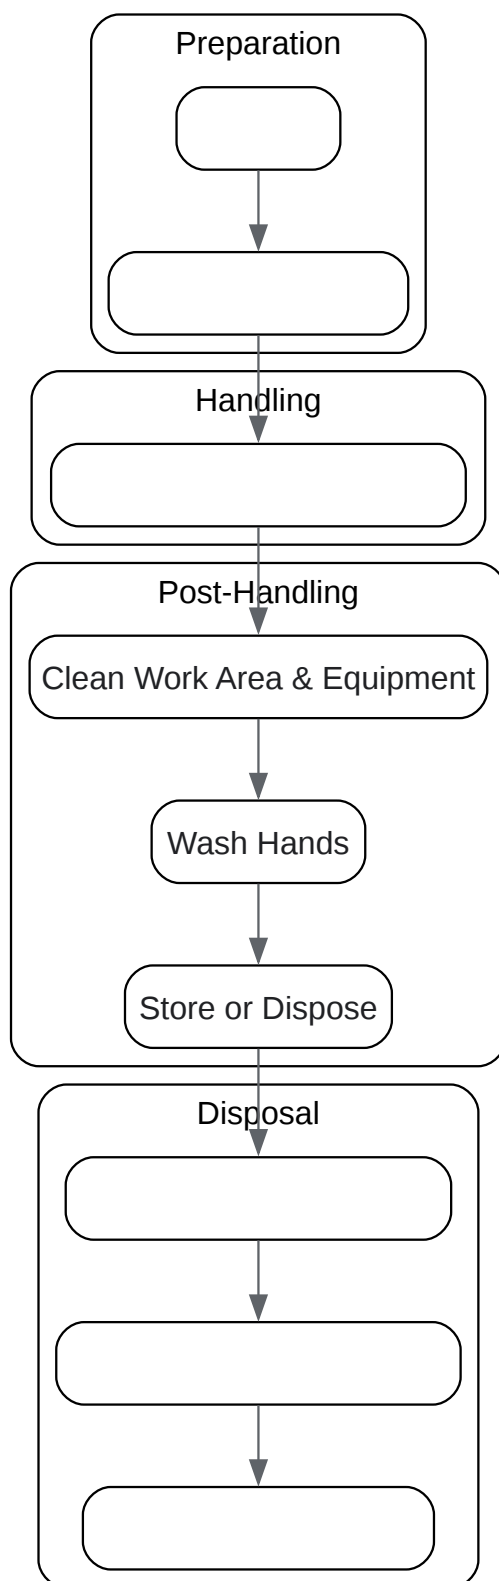 Preparation
Handling
Post-Handling
Clean Work Area & Equipment
Wash Hands
Store or Dispose
Disposal